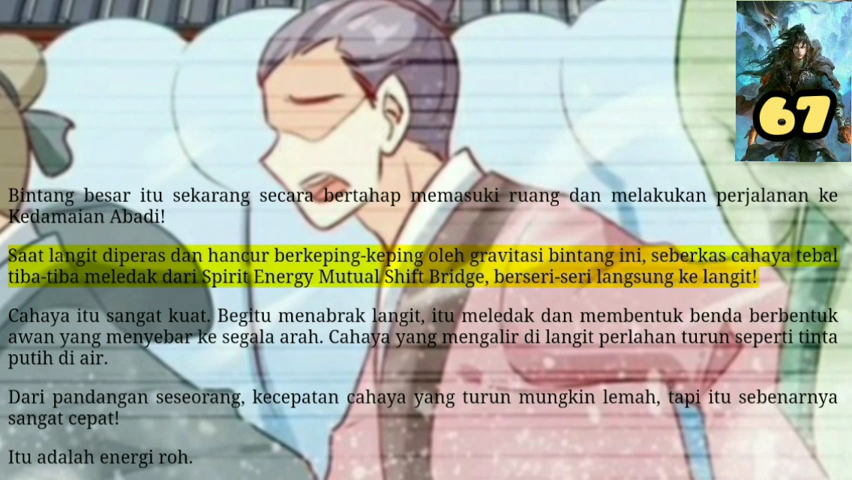 67
Bintang besar itu sekarang secara bertahap memasuki ruang dan melakukan perjalanan ke
Kedamaian Abadi!
Saat langit diperas dan hancur berkeping-keping oleh gravitasi bintang ini, seberkas cahaya tebal
tiba-tiba meledak dari Spirit Energy Mutual Shift Bridge, berseri-seri langsung ke langit!
Cahaya itu sangat kuat. Begitu menabrak langit, itu meledak dan membentuk benda berbentuk
awan yang menyebar ke segala arah. Cahaya yang mengalir di langit perlahan turun seperti tinta
putih di air.
Dari pandangan seseorang, kecepatan cahaya yang turun mungkin lemah, tapi itu sebenarnya
sangat cepat!
Itu adalah energi roh.